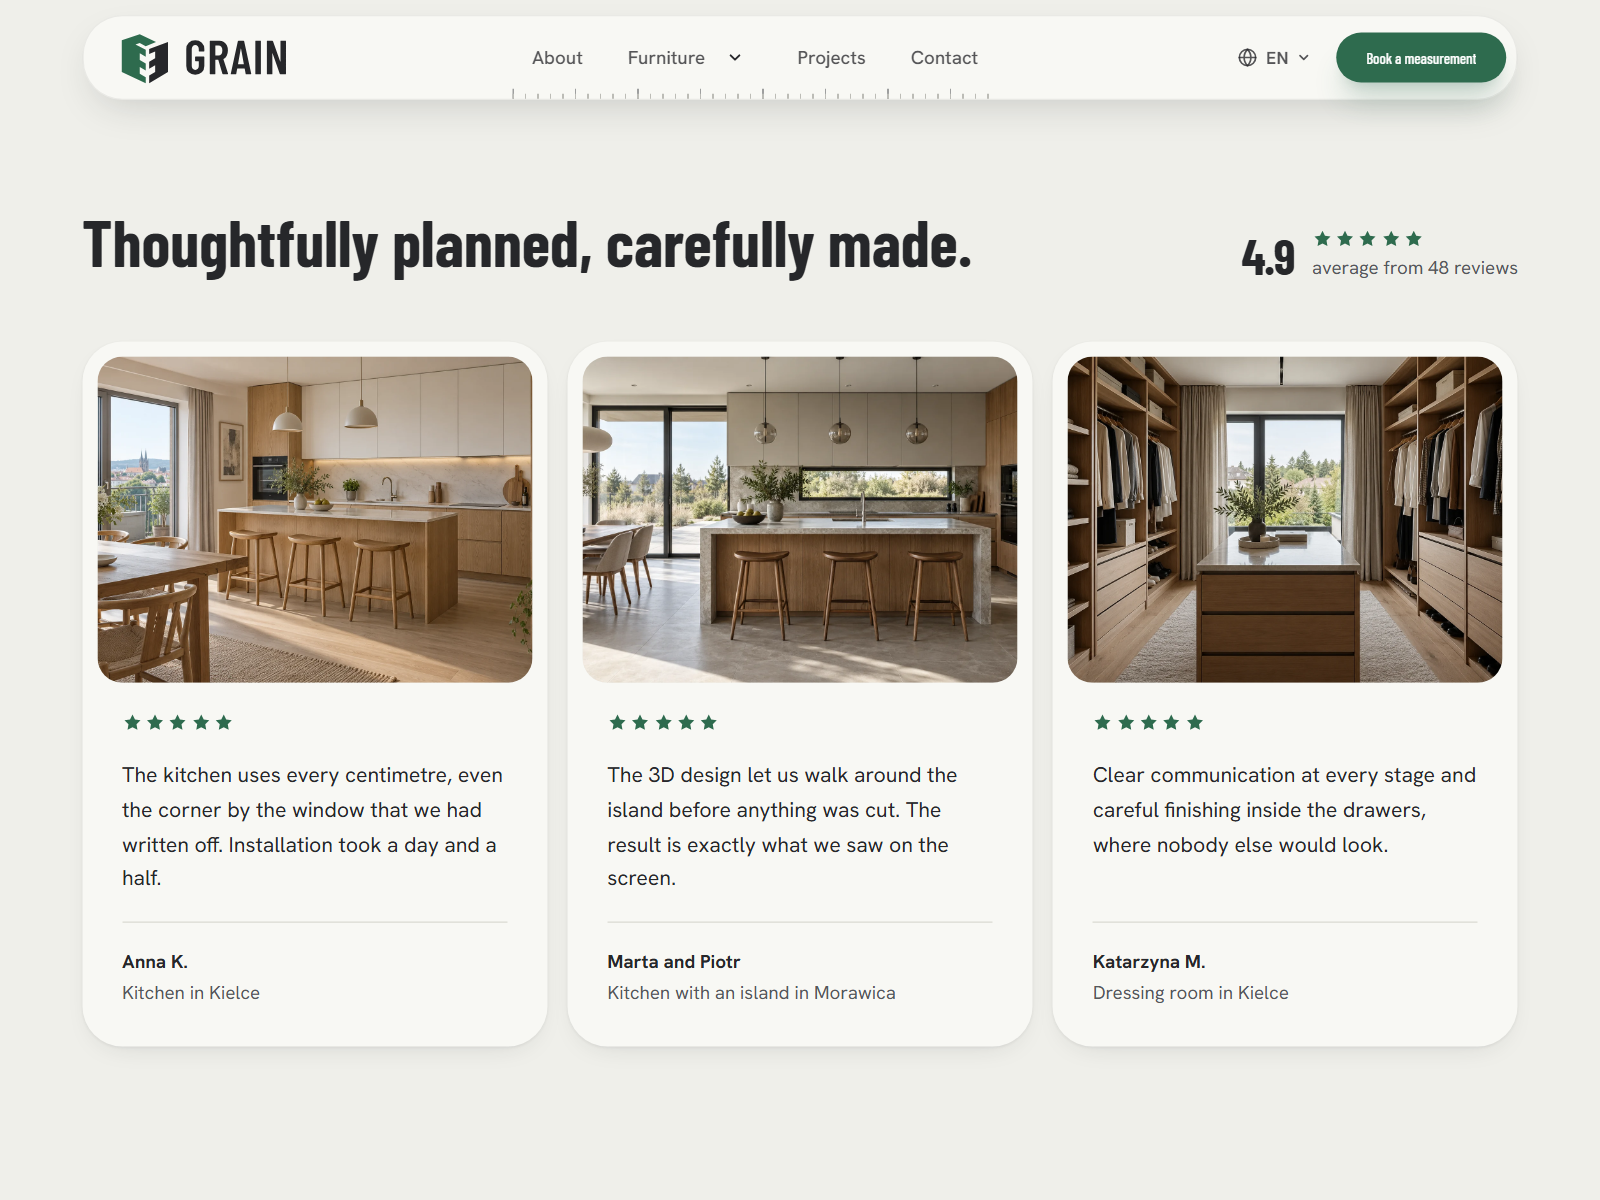 GRAIN
About
Furniture
Projects
Contact
EN
Book a measurement
Thoughtfully planned, carefully made.
4.9
average from 48 reviews
The kitchen uses every centimetre, even
the corner by the window that we had
written off. Installation took a day and a
half.
Anna K.
Kitchen in Kielce
The 3D design let us walk around the
island before anything was cut. The
result is exactly what we saw on the
screen.
Marta and Piotr
Kitchen with an island in Morawica
Clear communication at every stage and
careful finishing inside the drawers,
where nobody else would look.
Katarzyna M.
Dressing room in Kielce